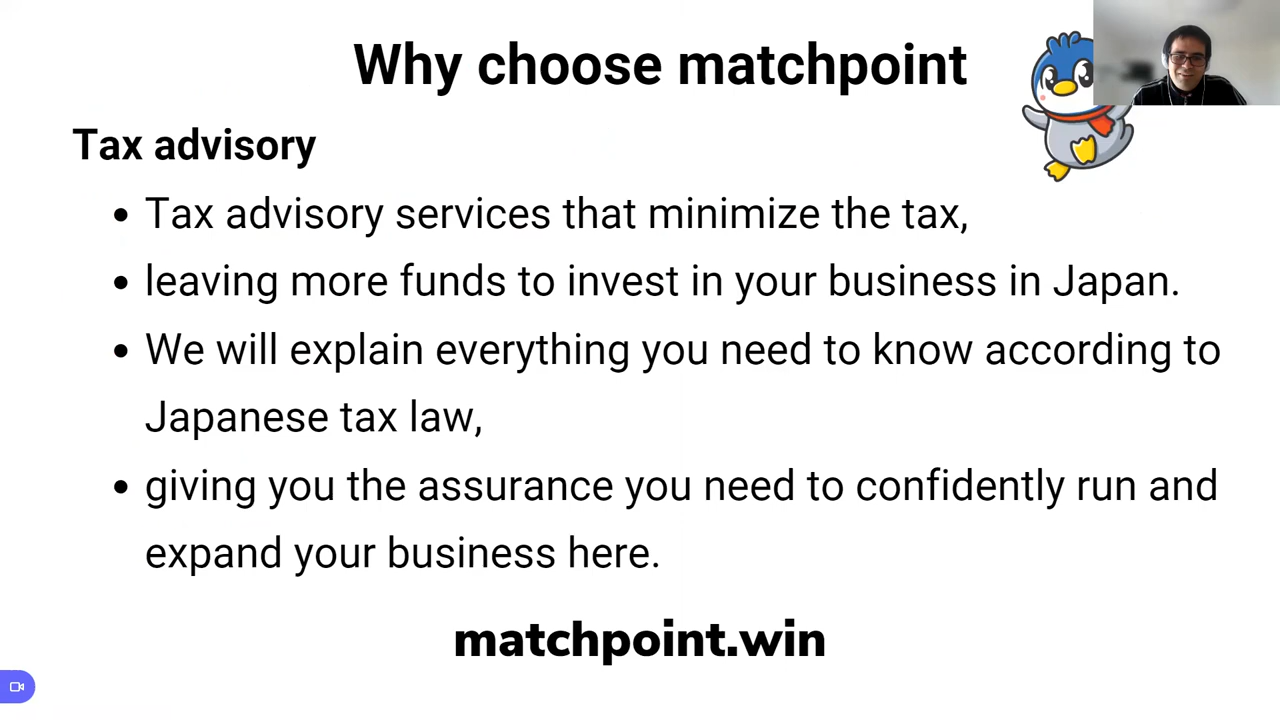 Why choose matchpoint
Tax advisory
• Tax advisory services that minimize the tax,
• leaving more funds to invest in your business in Japan.
• We will explain everything you need to know according to
Japanese tax law,
• giving you the assurance you need to confidently run and
expand your business here.
matchpoint.win